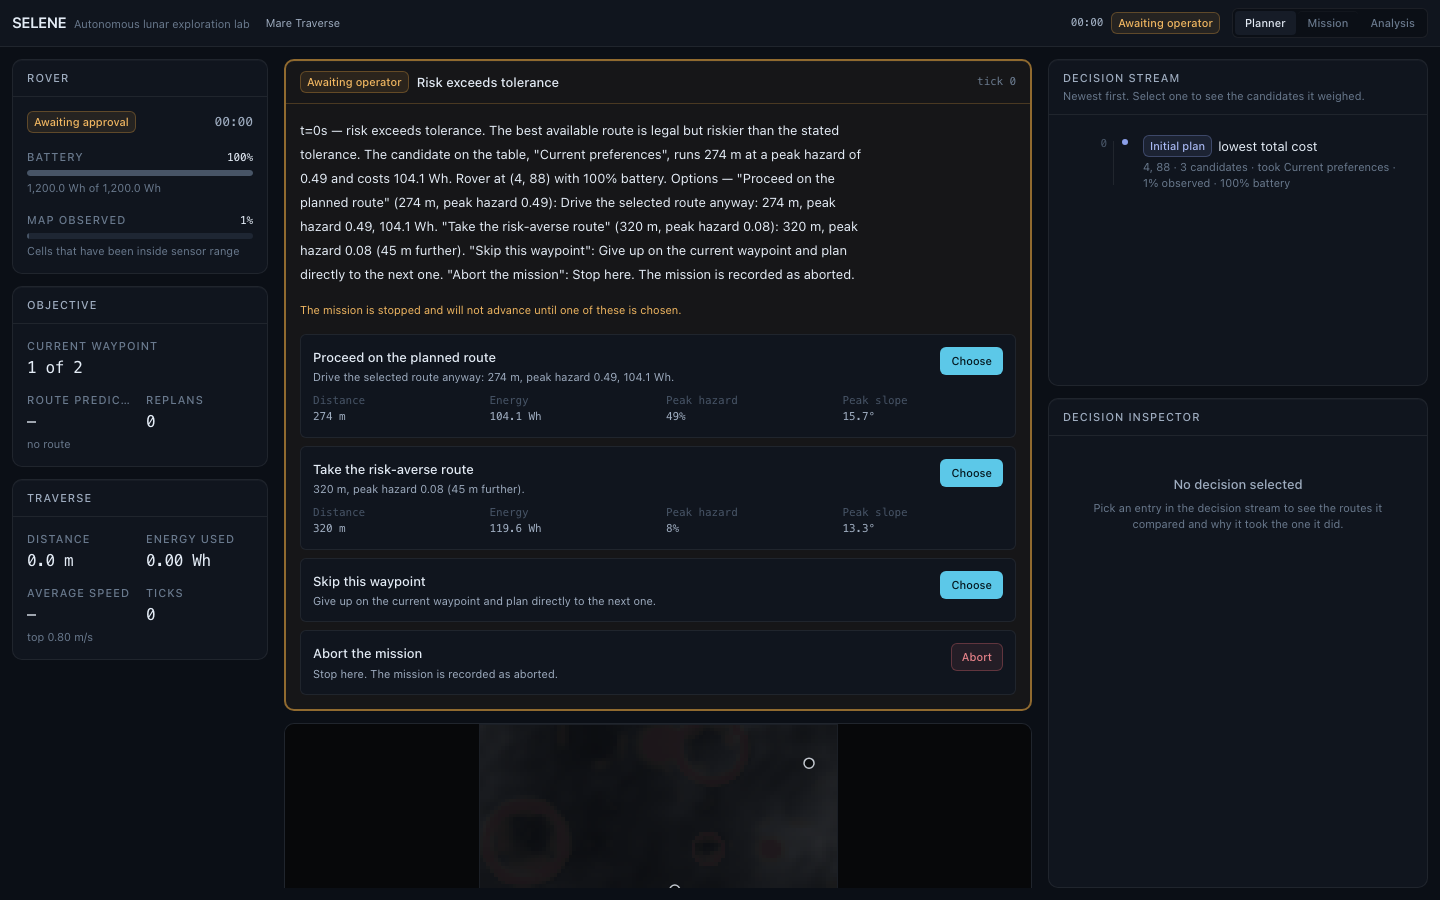 SELENE Autonomous lunar exploration lab Mare Traverse 00:00 Awaiting operator Planner Mission Analysis
ROVER
Awaiting approval 00:00
BATTERY 100%
1,200.0 Wh of 1,200.0 Wh
MAP OBSERVED 1%
Cells that have been inside sensor range
OBJECTIVE
CURRENT WAYPOINT
1 of 2
ROUTE PREDIC… REPLANS
— 0
no route
TRAVERSE
DISTANCE ENERGY USED
0.0 m 0.00 Wh
AVERAGE SPEED TICKS
— 0
top 0.80 m/s
Awaiting operator Risk exceeds tolerance tick 0
t=0s — risk exceeds tolerance. The best available route is legal but riskier than the stated
tolerance. The candidate on the table, "Current preferences", runs 274 m at a peak hazard of
0.49 and costs 104.1 Wh. Rover at (4, 88) with 100% battery. Options — "Proceed on the
planned route" (274 m, peak hazard 0.49): Drive the selected route anyway: 274 m, peak
hazard 0.49, 104.1 Wh. "Take the risk-averse route" (320 m, peak hazard 0.08): 320 m, peak
hazard 0.08 (45 m further). "Skip this waypoint": Give up on the current waypoint and plan
directly to the next one. "Abort the mission": Stop here. The mission is recorded as aborted.
The mission is stopped and will not advance until one of these is chosen.
Proceed on the planned route Choose
Drive the selected route anyway: 274 m, peak hazard 0.49, 104.1 Wh.
Distance Energy Peak hazard Peak slope
274 m 104.1 Wh 49% 15.7°
Take the risk-averse route Choose
320 m, peak hazard 0.08 (45 m further).
Distance Energy Peak hazard Peak slope
320 m 119.6 Wh 8% 13.3°
Skip this waypoint Choose
Give up on the current waypoint and plan directly to the next one.
Abort the mission Abort
Stop here. The mission is recorded as aborted.
DECISION STREAM
Newest first. Select one to see the candidates it weighed.
0 Initial plan lowest total cost
4, 88 · 3 candidates · took Current preferences ·
1% observed · 100% battery
DECISION INSPECTOR
No decision selected
Pick an entry in the decision stream to see the routes it
compared and why it took the one it did.